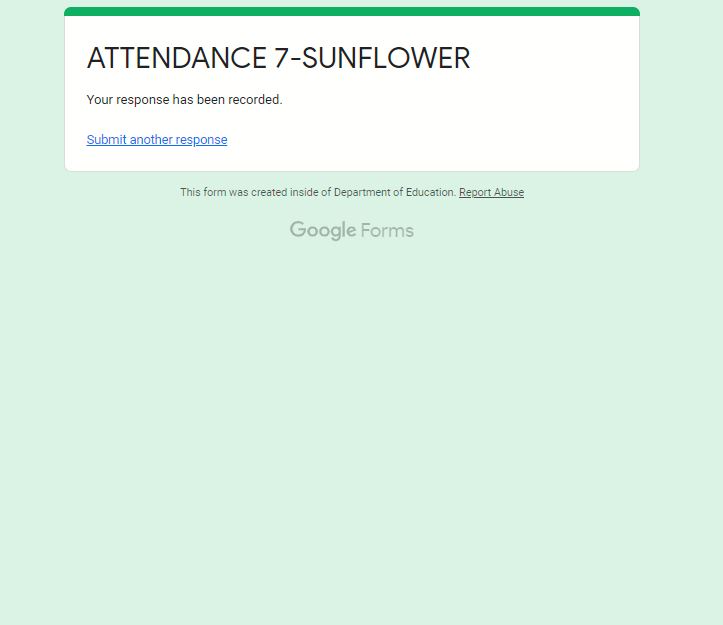 ATTENDANCE 7-SUNFLOWER
Your response has been recorded.
Submit another response
This form was created inside of Department of Education. Report Abuse
Google Forms